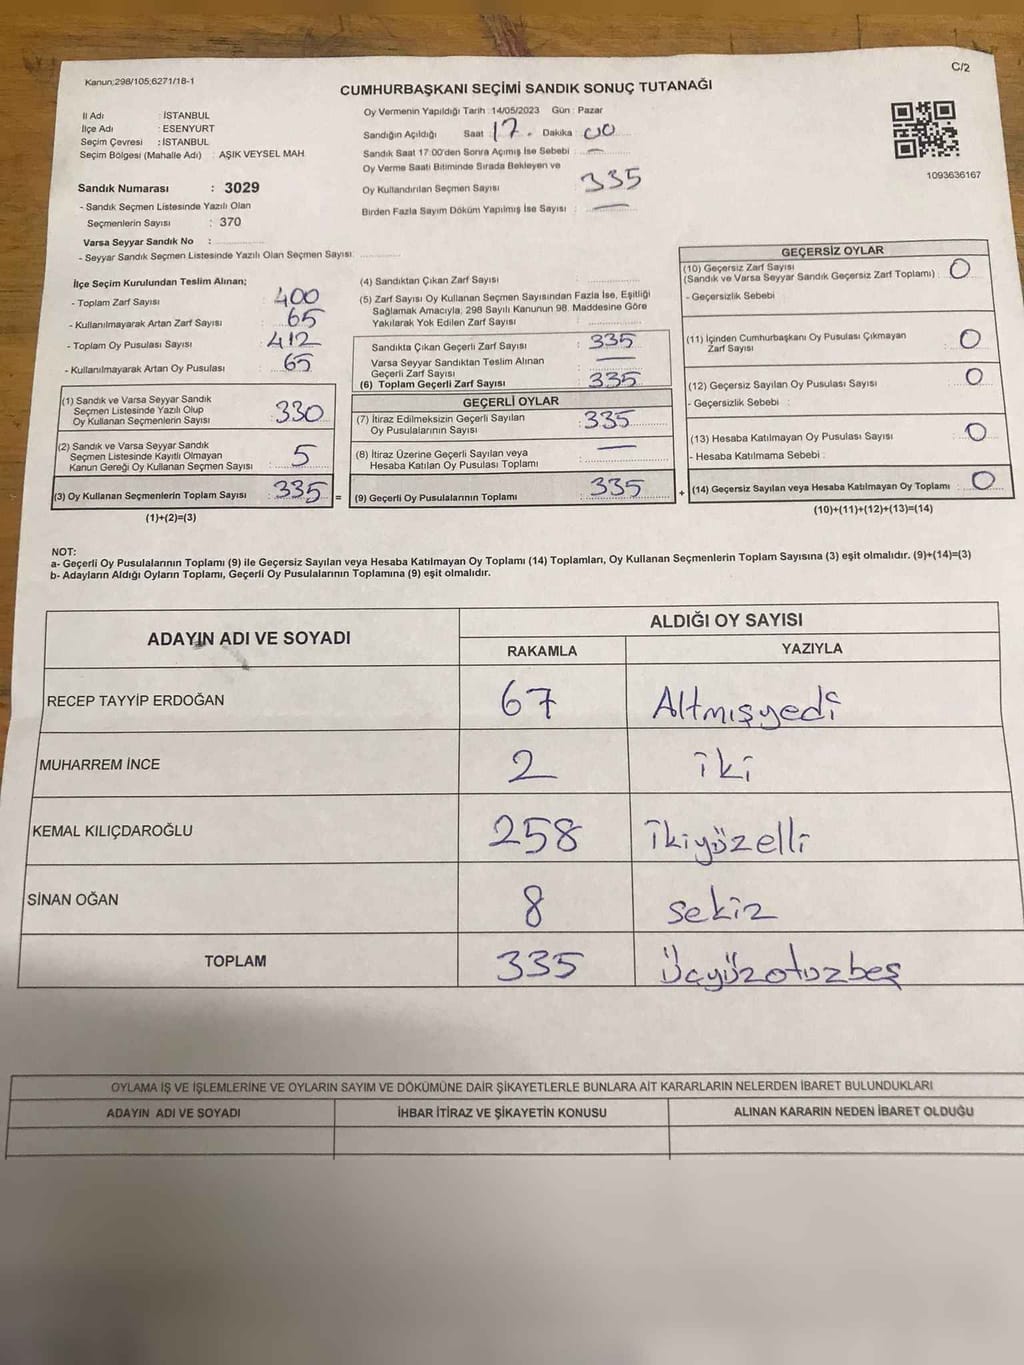 C/2
Kanun;298/105;6271/18-1
CUMHURBAŞKANI SEÇİMİ SANDIK SONUÇ TUTANAĞI
1093636167
İl Adı : İSTANBUL
İlçe Adı : ESENYURT
Seçim Çevresi : İSTANBUL
Seçim Bölgesi (Mahalle Adı) : AŞIK VEYSEL MAH
Sandık Numarası : 3029
- Sandık Seçmen Listesinde Yazılı Olan
Seçmenlerin Sayısı : 370
Varsa Seyyar Sandık No :
- Seyyar Sandık Seçmen Listesinde Yazılı Olan Seçmen Sayısı:
Oy Vermenin Yapıldığı Tarih : 14/05/2023 Gün : Pazar
Sandığın Açıldığı Saat : 17. Dakika : 00
Sandık Saat 17:00'den Sonra Açımış İse Sebebi : —
Oy Verme Saati Bitiminde Sırada Bekleyen ve
Oy Kullandırılan Seçmen Sayısı : 335
Birden Fazla Sayım Döküm Yapılmış İse Sayısı : —
İlçe Seçim Kurulundan Teslim Alınan;
- Toplam Zarf Sayısı : 400
- Kullanılmayarak Artan Zarf Sayısı : 65
- Toplam Oy Pusulası Sayısı : 412
- Kullanılmayarak Artan Oy Pusulası : 65
(1) Sandık ve Varsa Seyyar Sandık
Seçmen Listesinde Yazılı Olup
Oy Kullanan Seçmenlerin Sayısı : 330
(2) Sandık ve Varsa Seyyar Sandık
Seçmen Listesinde Kayıtlı Olmayan
Kanun Gereği Oy Kullanan Seçmen Sayısı : 5
(3) Oy Kullanan Seçmenlerin Toplam Sayısı : 335 =
(1)+(2)=(3)
(4) Sandıktan Çıkan Zarf Sayısı :
(5) Zarf Sayısı Oy Kullanan Seçmen Sayısından Fazla İse, Eşitliği
Sağlamak Amacıyla, 298 Sayılı Kanunun 98. Maddesine Göre
Yakılarak Yok Edilen Zarf Sayısı :
Sandıkta Çıkan Geçerli Zarf Sayısı : 335
Varsa Seyyar Sandıktan Teslim Alınan
Geçerli Zarf Sayısı : —
(6) Toplam Geçerli Zarf Sayısı : 335
GEÇERLİ OYLAR
(7) İtiraz Edilmeksizin Geçerli Sayılan
Oy Pusulalarının Sayısı : 335
(8) İtiraz Üzerine Geçerli Sayılan veya
Hesaba Katılan Oy Pusulası Toplamı : —
(9) Geçerli Oy Pusulalarının Toplamı : 335 +
GEÇERSİZ OYLAR
(10) Geçersiz Zarf Sayısı
(Sandık ve Varsa Seyyar Sandık Geçersiz Zarf Toplamı) : 0
- Geçersizlik Sebebi :
(11) İçinden Cumhurbaşkanı Oy Pusulası Çıkmayan
Zarf Sayısı : 0
(12) Geçersiz Sayılan Oy Pusulası Sayısı : 0
- Geçersizlik Sebebi :
(13) Hesaba Katılmayan Oy Pusulası Sayısı : 0
- Hesaba Katılmama Sebebi :
(14) Geçersiz Sayılan veya Hesaba Katılmayan Oy Toplamı : 0
(10)+(11)+(12)+(13)=(14)
NOT:
a- Geçerli Oy Pusulalarının Toplamı (9) ile Geçersiz Sayılan veya Hesaba Katılmayan Oy Toplamı (14) Toplamları, Oy Kullanan Seçmenlerin Toplam Sayısına (3) eşit olmalıdır. (9)+(14)=(3)
b- Adayların Aldığı Oyların Toplamı, Geçerli Oy Pusulalarının Toplamına (9) eşit olmalıdır.
ADAYIN ADI VE SOYADI
ALDIĞI OY SAYISI
RAKAMLA YAZIYLA
RECEP TAYYİP ERDOĞAN 67 Altmışyedi
MUHARREM İNCE 2 iki
KEMAL KILIÇDAROĞLU 258 ikiyüzelli
SİNAN OĞAN 8 sekiz
TOPLAM 335 Üçyüzotuzbeş
OYLAMA İŞ VE İŞLEMLERİNE VE OYLARIN SAYIM VE DÖKÜMÜNE DAİR ŞİKAYETLERLE BUNLARA AİT KARARLARIN NELERDEN İBARET BULUNDUKLARI
ADAYIN ADI VE SOYADI İHBAR İTİRAZ VE ŞİKAYETİN KONUSU ALINAN KARARIN NEDEN İBARET OLDUĞU